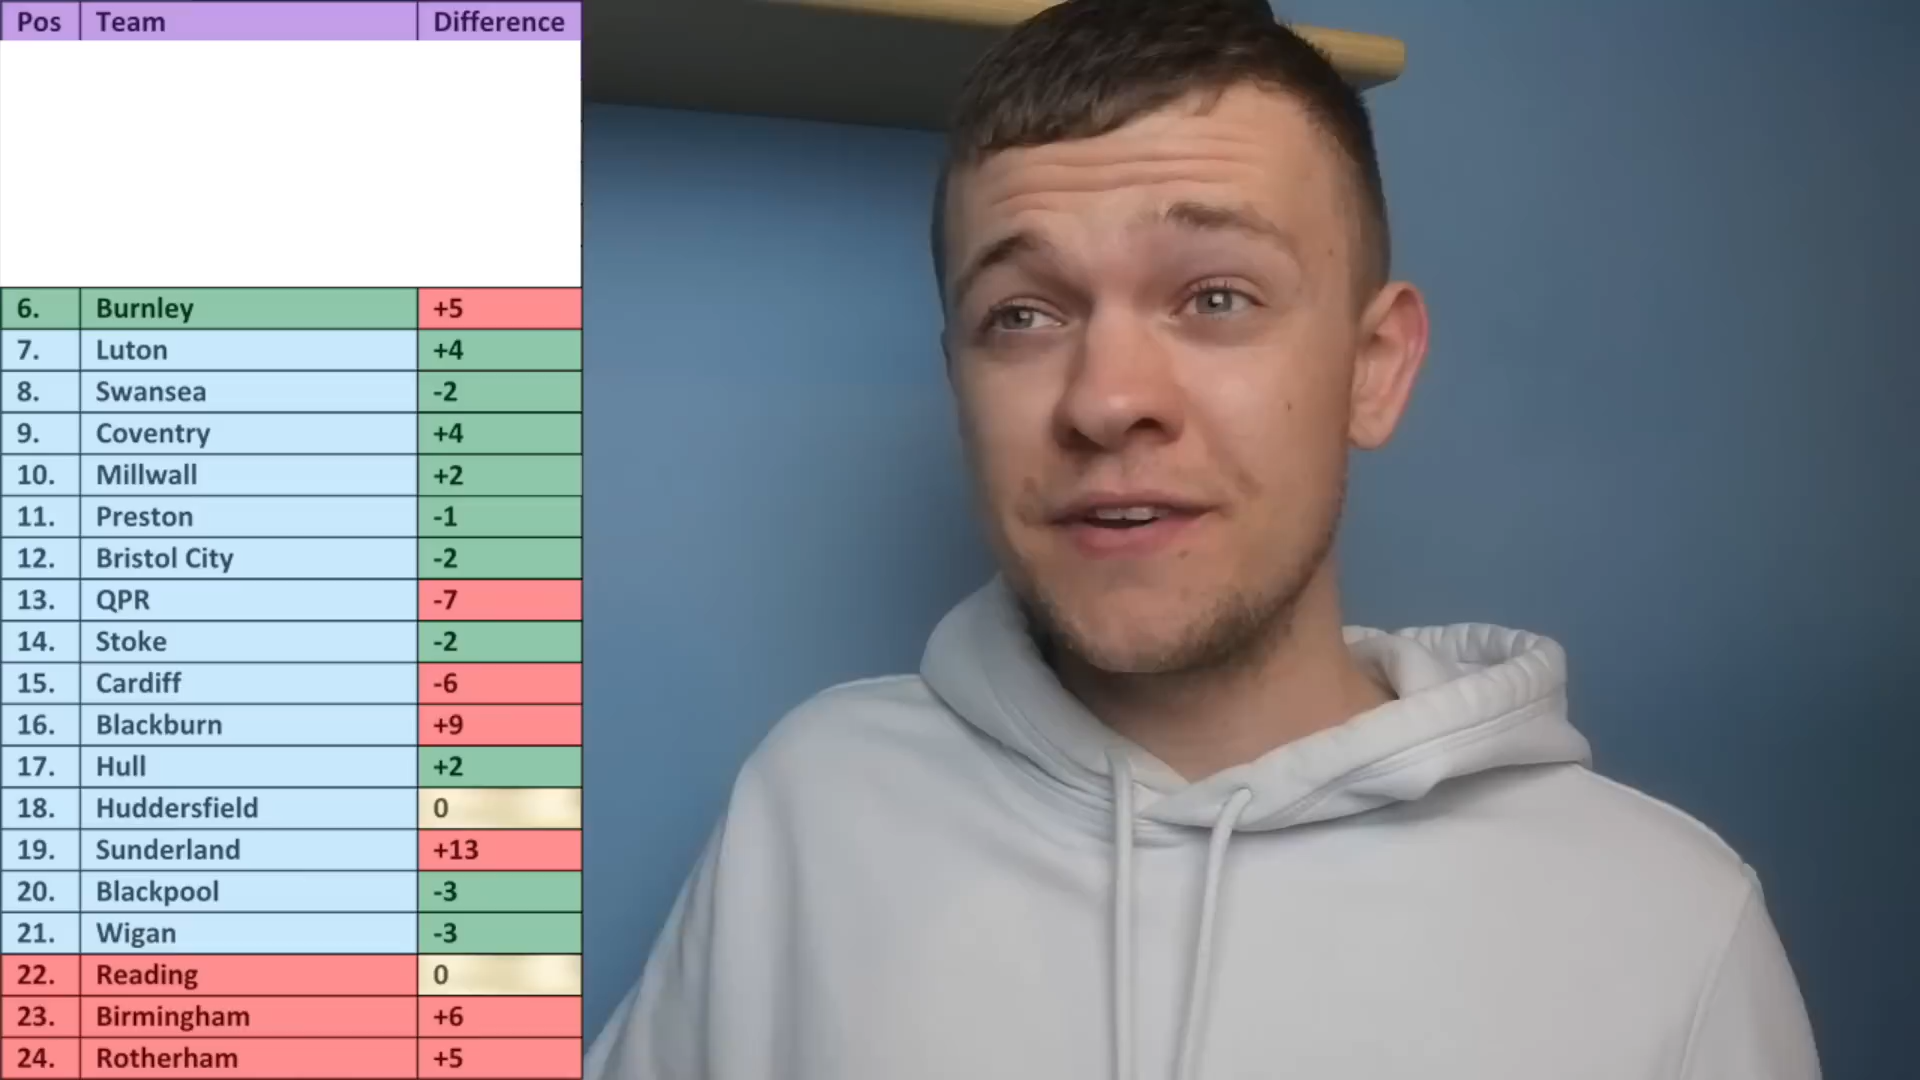 Pos Team Difference
6. Burnley +5
7. Luton +4
8. Swansea -2
9. Coventry +4
10. Millwall +2
11. Preston -1
12. Bristol City -2
13. QPR -7
14. Stoke -2
15. Cardiff -6
16. Blackburn +9
17. Hull +2
18. Huddersfield 0
19. Sunderland +13
20. Blackpool -3
21. Wigan -3
22. Reading 0
23. Birmingham +6
24. Rotherham +5